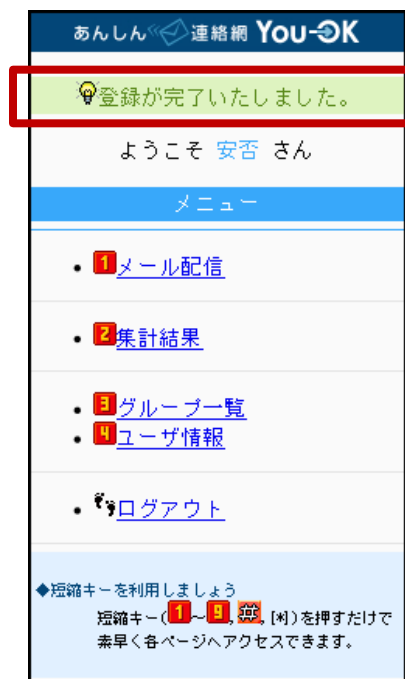 あんしん連絡網 You-OK
登録が完了いたしました。
ようこそ 安否 さん
メニュー
1メール配信
2集計結果
3グループ一覧
4ユーザ情報
ログアウト
◆短縮キーを利用しましょう
短縮キー(1～9,#,[*])を押すだけで
素早く各ページへアクセスできます。